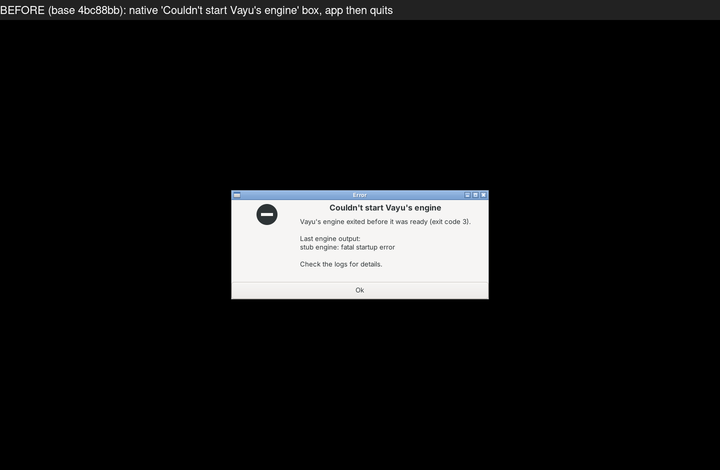 BEFORE (base 4bc88bb): native 'Couldn't start Vayu's engine' box, app then quits
Error
Couldn't start Vayu's engine
Vayu's engine exited before it was ready (exit code 3).
Last engine output:
stub engine: fatal startup error
Check the logs for details.
Ok